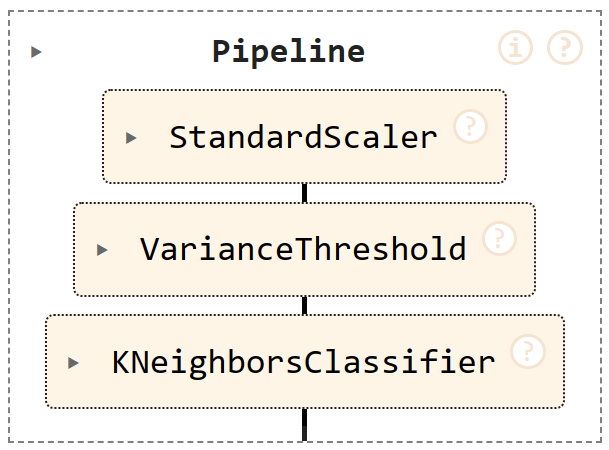 Pipeline i ?
StandardScaler ?
VarianceThreshold ?
KNeighborsClassifier ?